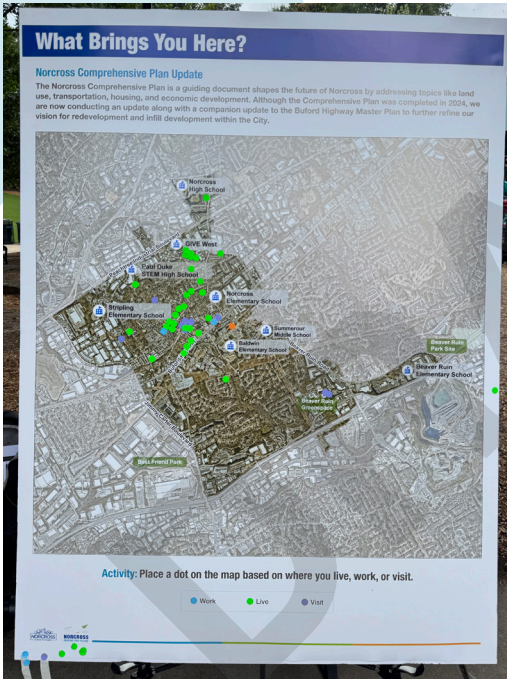 What Brings You Here?
Norcross Comprehensive Plan Update
The Norcross Comprehensive Plan is a guiding document shapes the future of Norcross by addressing topics like land
use, transportation, housing, and economic development. Although the Comprehensive Plan was completed in 2024, we
are now conducting an update along with a companion update to the Buford Highway Master Plan to further refine our
vision for redevelopment and infill development within the City.
Norcross
High School
GIVE West
Paul Duke
STEM High School
Norcross
Elementary School
Stripling
Elementary School
Summerour
Middle School
Baldwin
Elementary School
Beaver Ruin
Park Site
Beaver Ruin
Elementary School
Beaver Ruin
Greenspace
Best Friend Park
Activity: Place a dot on the map based on where you live, work, or visit.
Work
Live
Visit
NORCROSS
NORCROSS